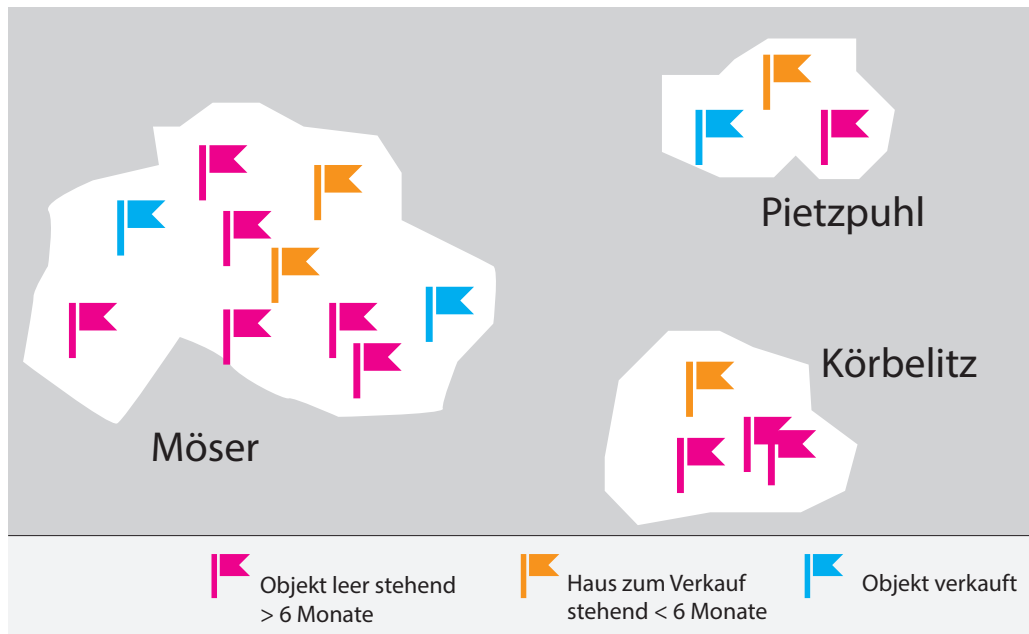 Pietzpuhl
Körbelitz
Möser
Objekt leer stehend
> 6 Monate
Haus zum Verkauf
stehend < 6 Monate
Objekt verkauft